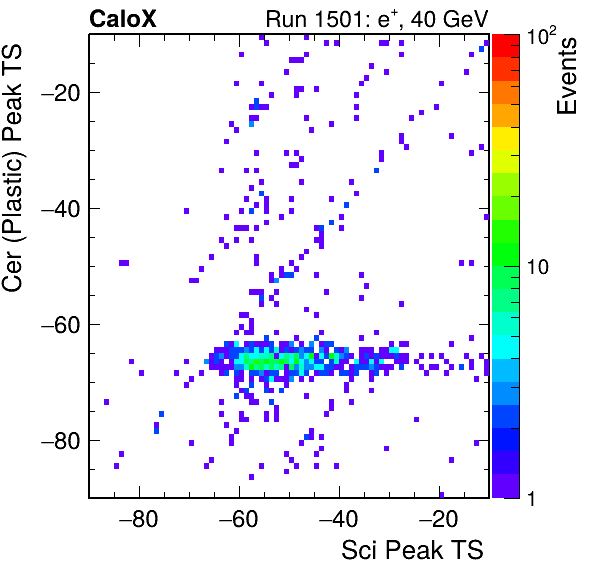 CaloX Run 1501: e⁺, 40 GeV
Cer (Plastic) Peak TS
−20
−40
−60
−80
−80 −60 −40 −20
Sci Peak TS
10²
10
1
Events